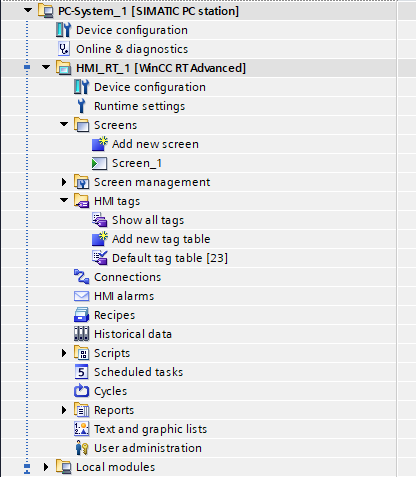 PC-System_1 [SIMATIC PC station]
Device configuration
Online & diagnostics
HMI_RT_1 [WinCC RT Advanced]
Device configuration
Runtime settings
Screens
Add new screen
Screen_1
Screen management
HMI tags
Show all tags
Add new tag table
Default tag table [23]
Connections
HMI alarms
Recipes
Historical data
Scripts
Scheduled tasks
Cycles
Reports
Text and graphic lists
User administration
Local modules